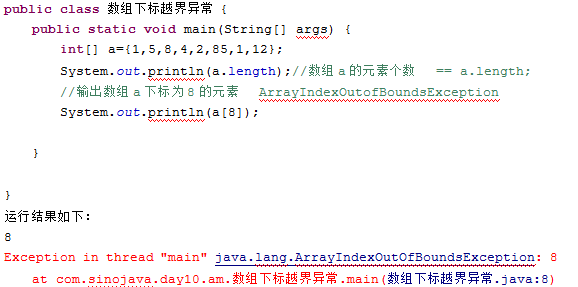 public class 数组下标越界异常 {
public static void main(String[] args) {
int[] a={1,5,8,4,2,85,1,12};
System.out.println(a.length);//数组a的元素个数 == a.length;
//输出数组a下标为8的元素 ArrayIndexOutofBoundsException
System.out.println(a[8]);
}
}
运行结果如下:
8
Exception in thread "main" java.lang.ArrayIndexOutOfBoundsException: 8
at com.sinojava.day10.am.数组下标越界异常.main(数组下标越界异常.java:8)